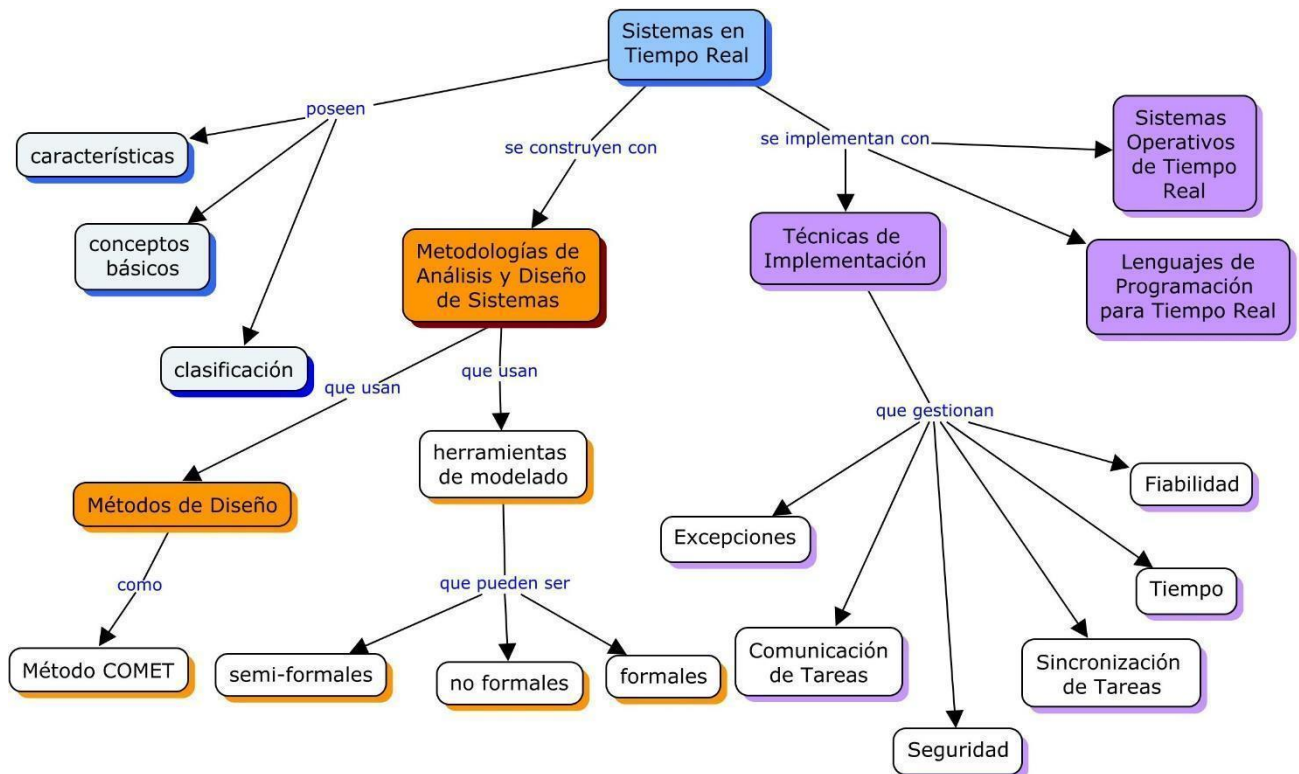 Sistemas en
Tiempo Real
poseen
se construyen con
se implementan con
Sistemas
Operativos
de Tiempo
Real
características
conceptos
básicos
Metodologías de
Análisis y Diseño
de Sistemas
Técnicas de
Implementación
Lenguajes de
Programación
para Tiempo Real
clasificación
que usan
que usan
que gestionan
herramientas
de modelado
Métodos de Diseño
Fiabilidad
Excepciones
como
que pueden ser
Tiempo
Método COMET
semi-formales
no formales
formales
Comunicación
de Tareas
Sincronización
de Tareas
Seguridad